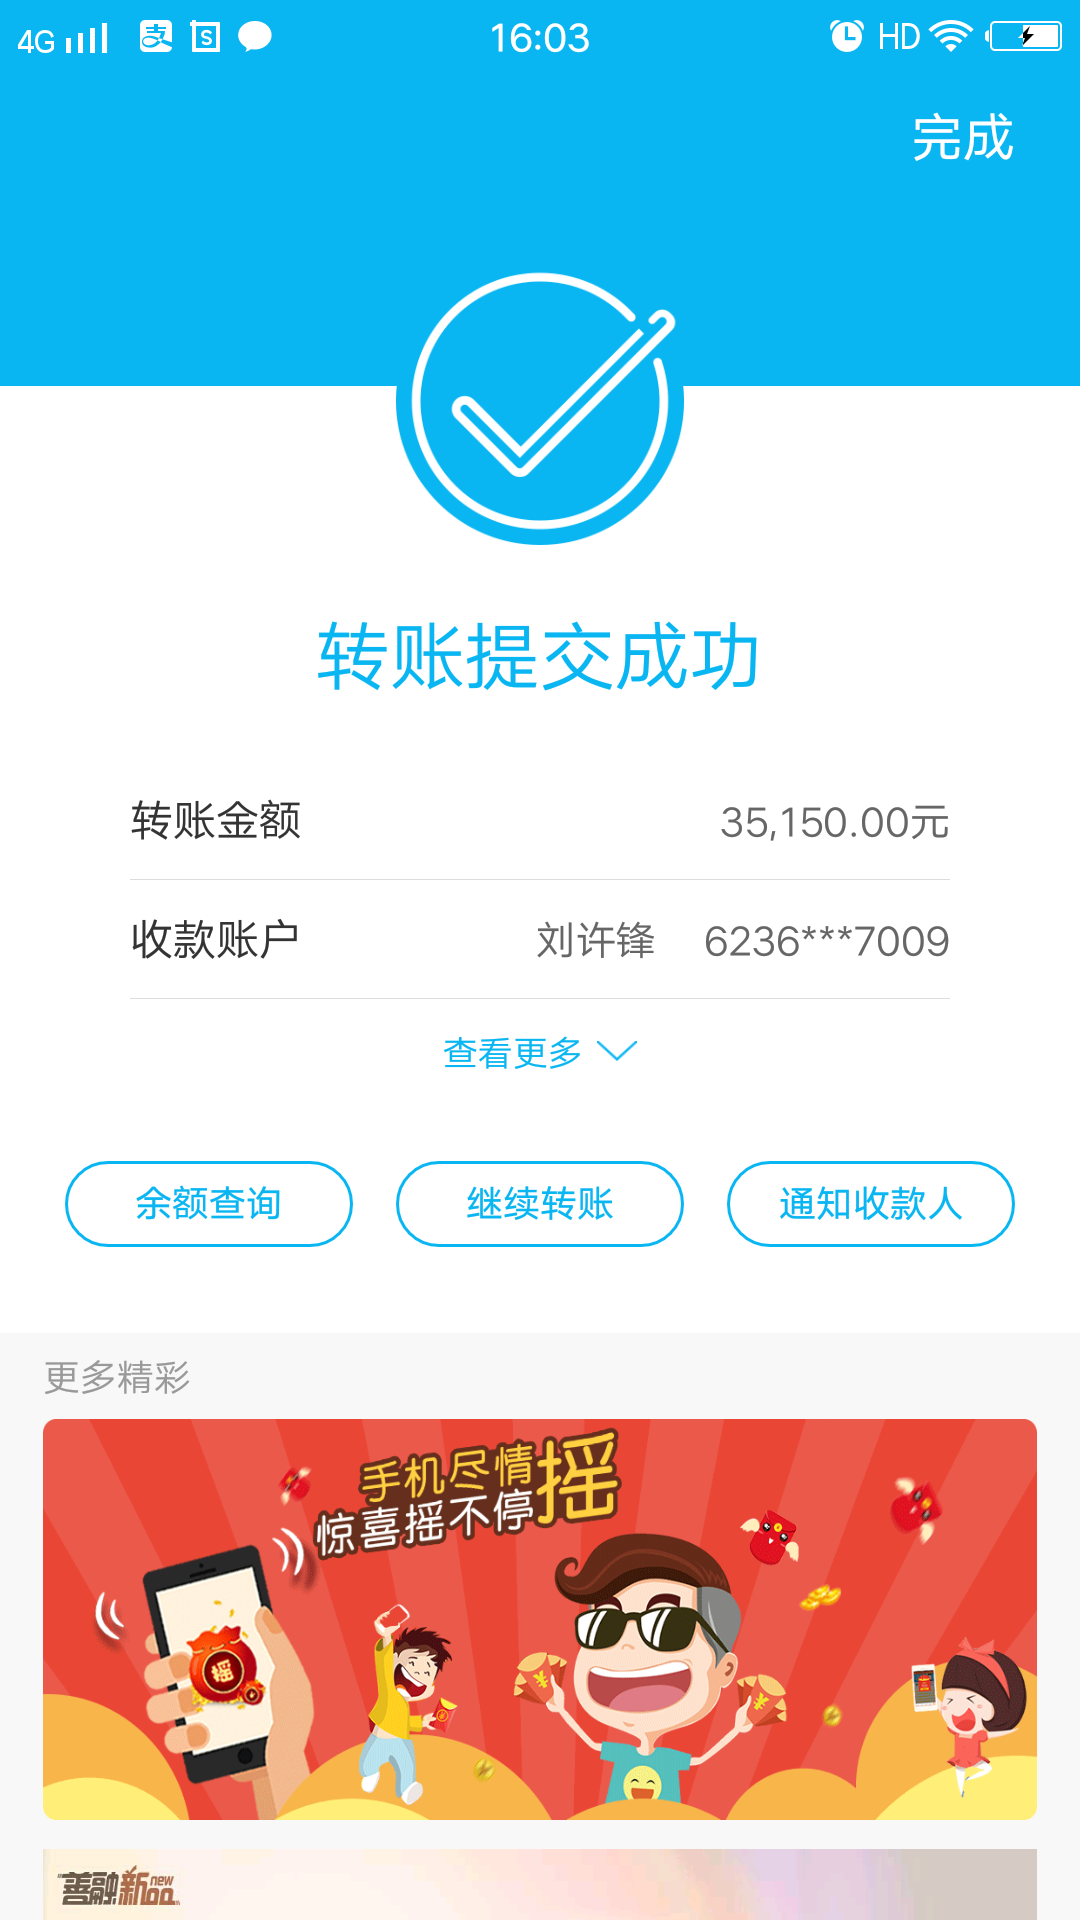 4G 16:03 HD
完成
转账提交成功
转账金额 35,150.00元
收款账户 刘许锋 6236***7009
查看更多
余额查询 继续转账 通知收款人
更多精彩
手机尽情摇
惊喜摇不停
摇
善融新new品